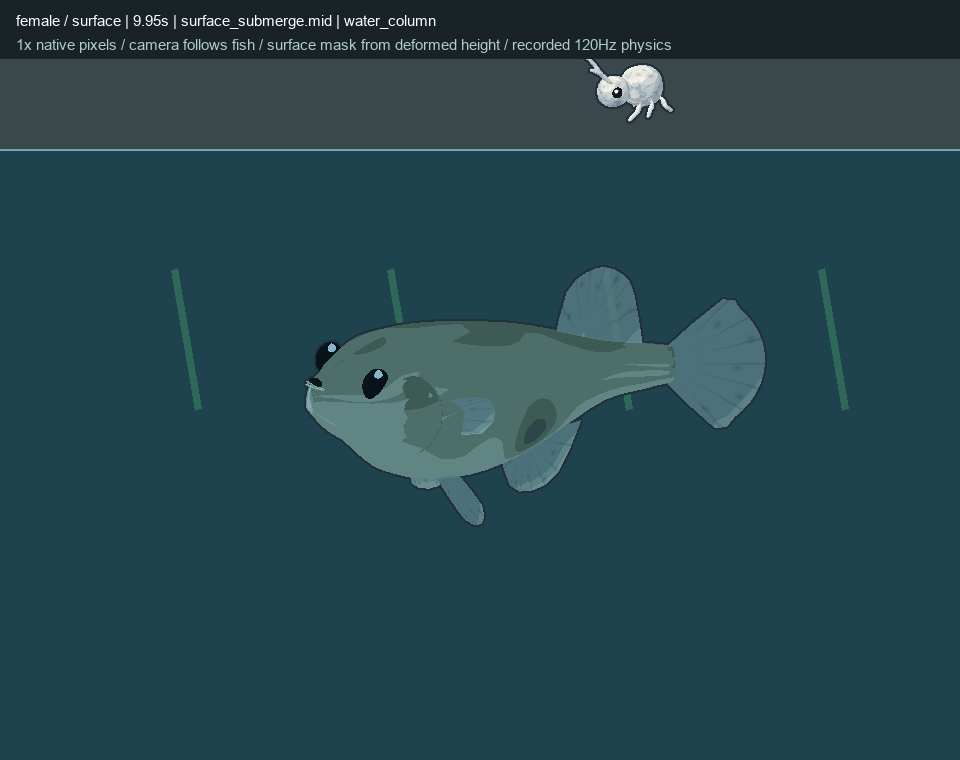 female / surface | 9.95s | surface_submerge.mid | water_column
1x native pixels / camera follows fish / surface mask from deformed height / recorded 120Hz physics